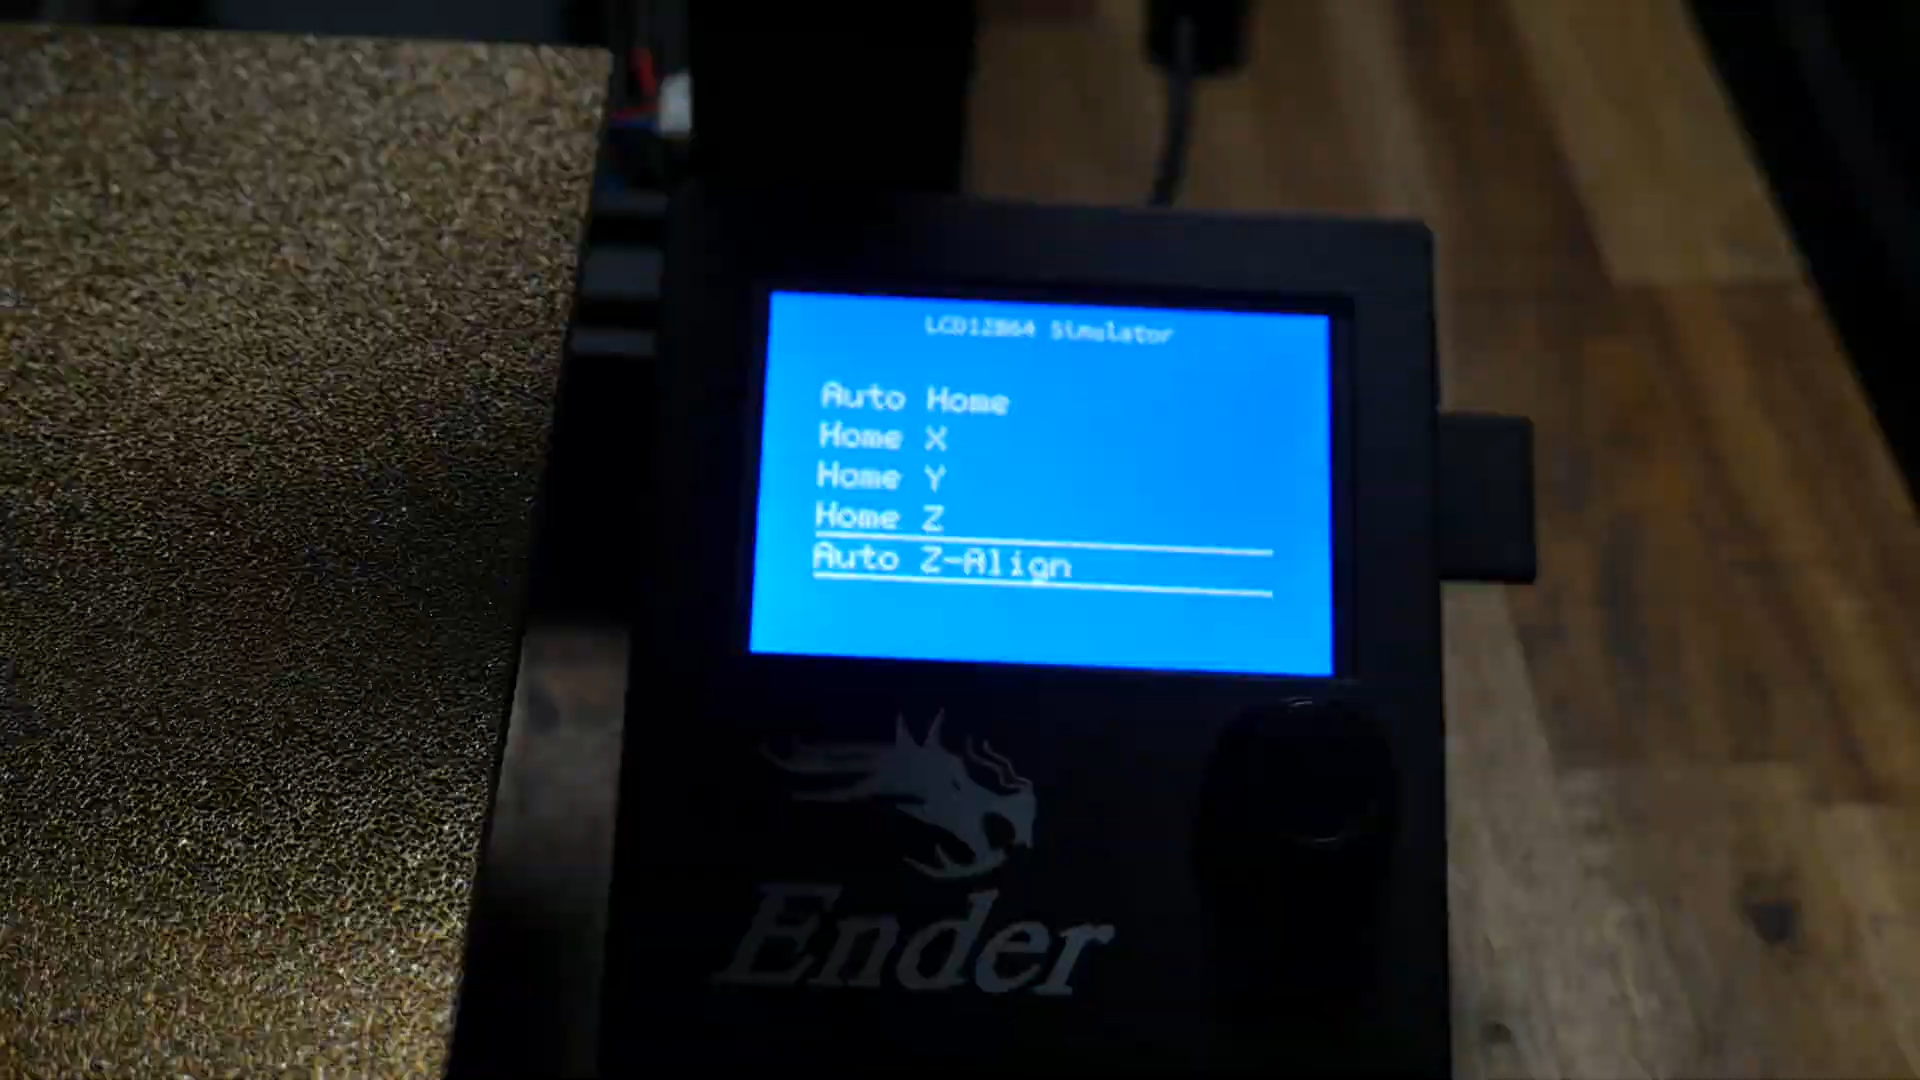 LCD12864 Simulator
Auto Home
Home X
Home Y
Home Z
Auto Z-Align
Ender